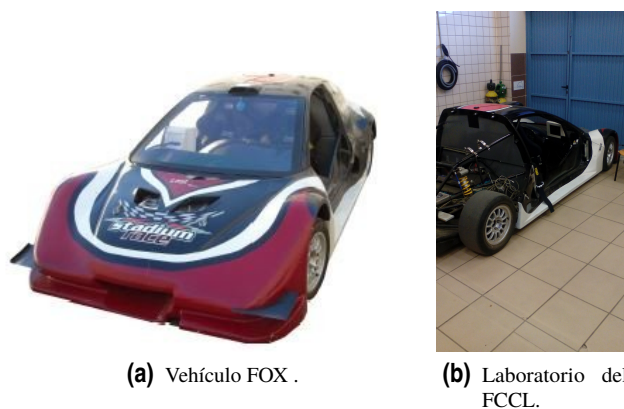 stadium
race
(a) Vehículo FOX .
(b) Laboratorio del
FCCL.